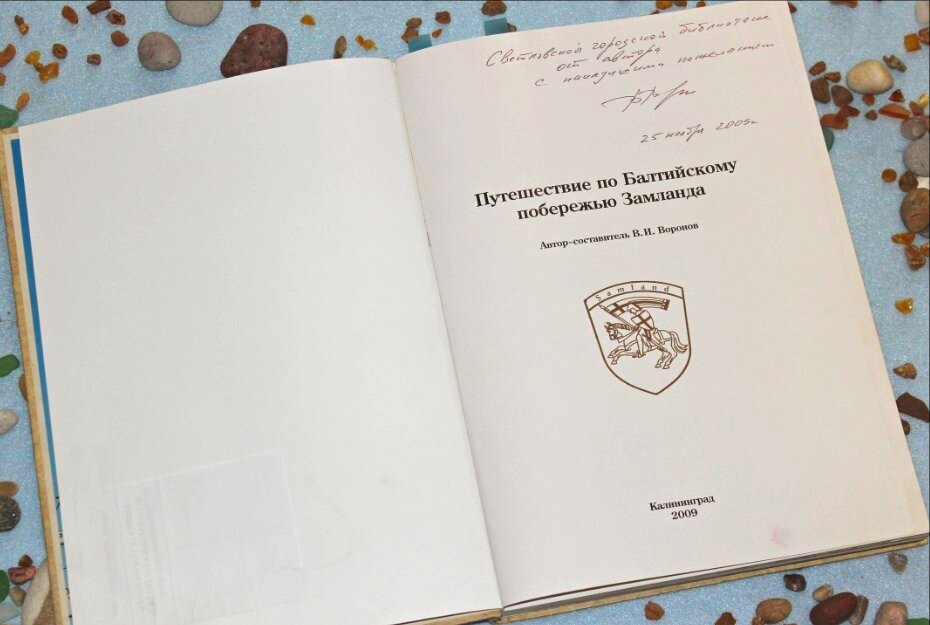 Светловской городской библиотеке
от автора
с наилучшими пожеланиями
25 ноября 2009г
Путешествие по Балтийскому
побережью Замланда
Автор-составитель В.И. Воронов
Samland
Калининград
2009